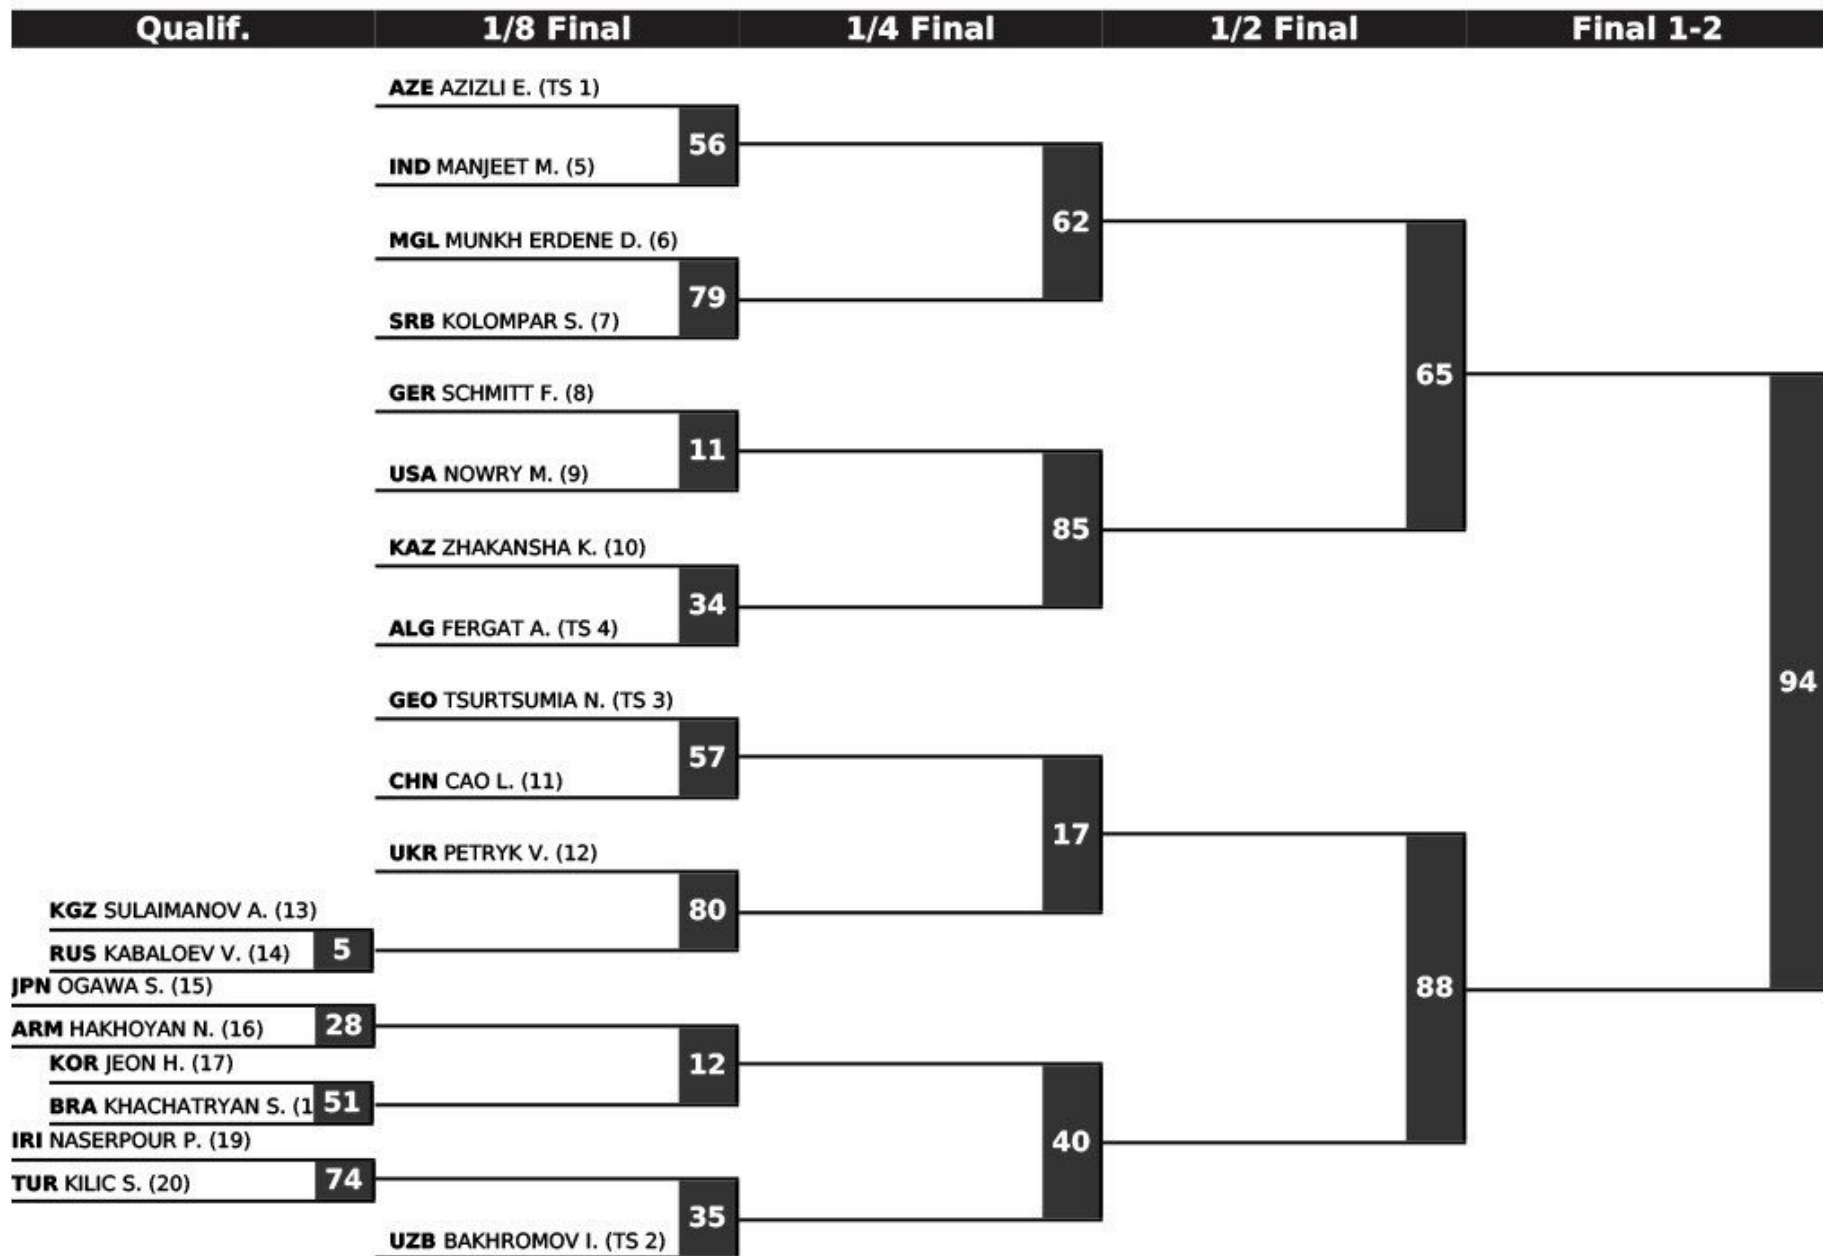 Qualif. 1/8 Final 1/4 Final 1/2 Final Final 1-2
AZE AZIZLI E. (TS 1)
56
IND MANJEET M. (5)
62
MGL MUNKH ERDENE D. (6)
79
SRB KOLOMPAR S. (7)
65
GER SCHMITT F. (8)
11
USA NOWRY M. (9)
85
KAZ ZHAKANSHA K. (10)
34
ALG FERGAT A. (TS 4)
94
GEO TSURTSUMIA N. (TS 3)
57
CHN CAO L. (11)
17
UKR PETRYK V. (12)
80
KGZ SULAIMANOV A. (13)
RUS KABALOEV V. (14) 5
JPN OGAWA S. (15)
88
ARM HAKHOYAN N. (16) 28
KOR JEON H. (17)
12
BRA KHACHATRYAN S. (1 51
IRI NASERPOUR P. (19)
40
TUR KILIC S. (20) 74
35
UZB BAKHROMOV I. (TS 2)